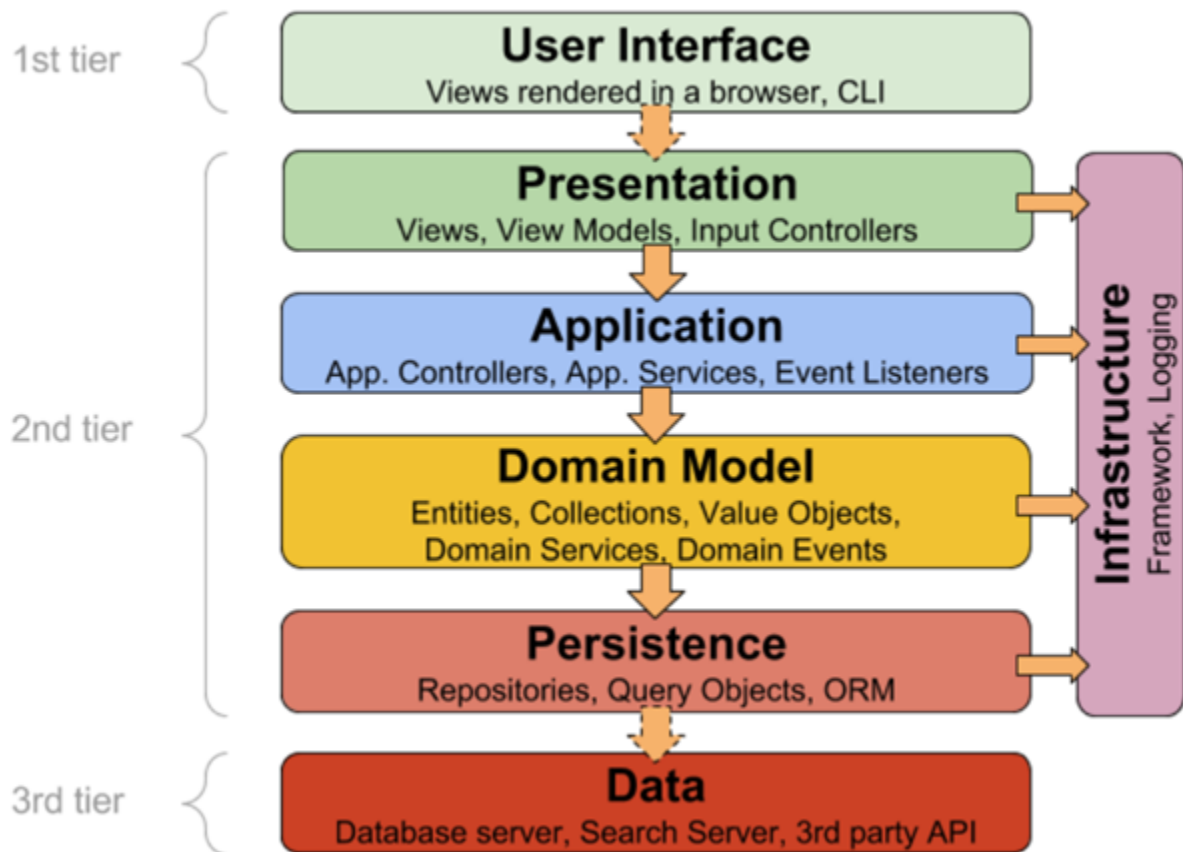 1st tier
User Interface
Views rendered in a browser, CLI
Presentation
Views, View Models, Input Controllers
2nd tier
Application
App. Controllers, App. Services, Event Listeners
Domain Model
Entities, Collections, Value Objects,
Domain Services, Domain Events
Persistence
Repositories, Query Objects, ORM
Infrastructure
Framework, Logging
3rd tier
Data
Database server, Search Server, 3rd party API